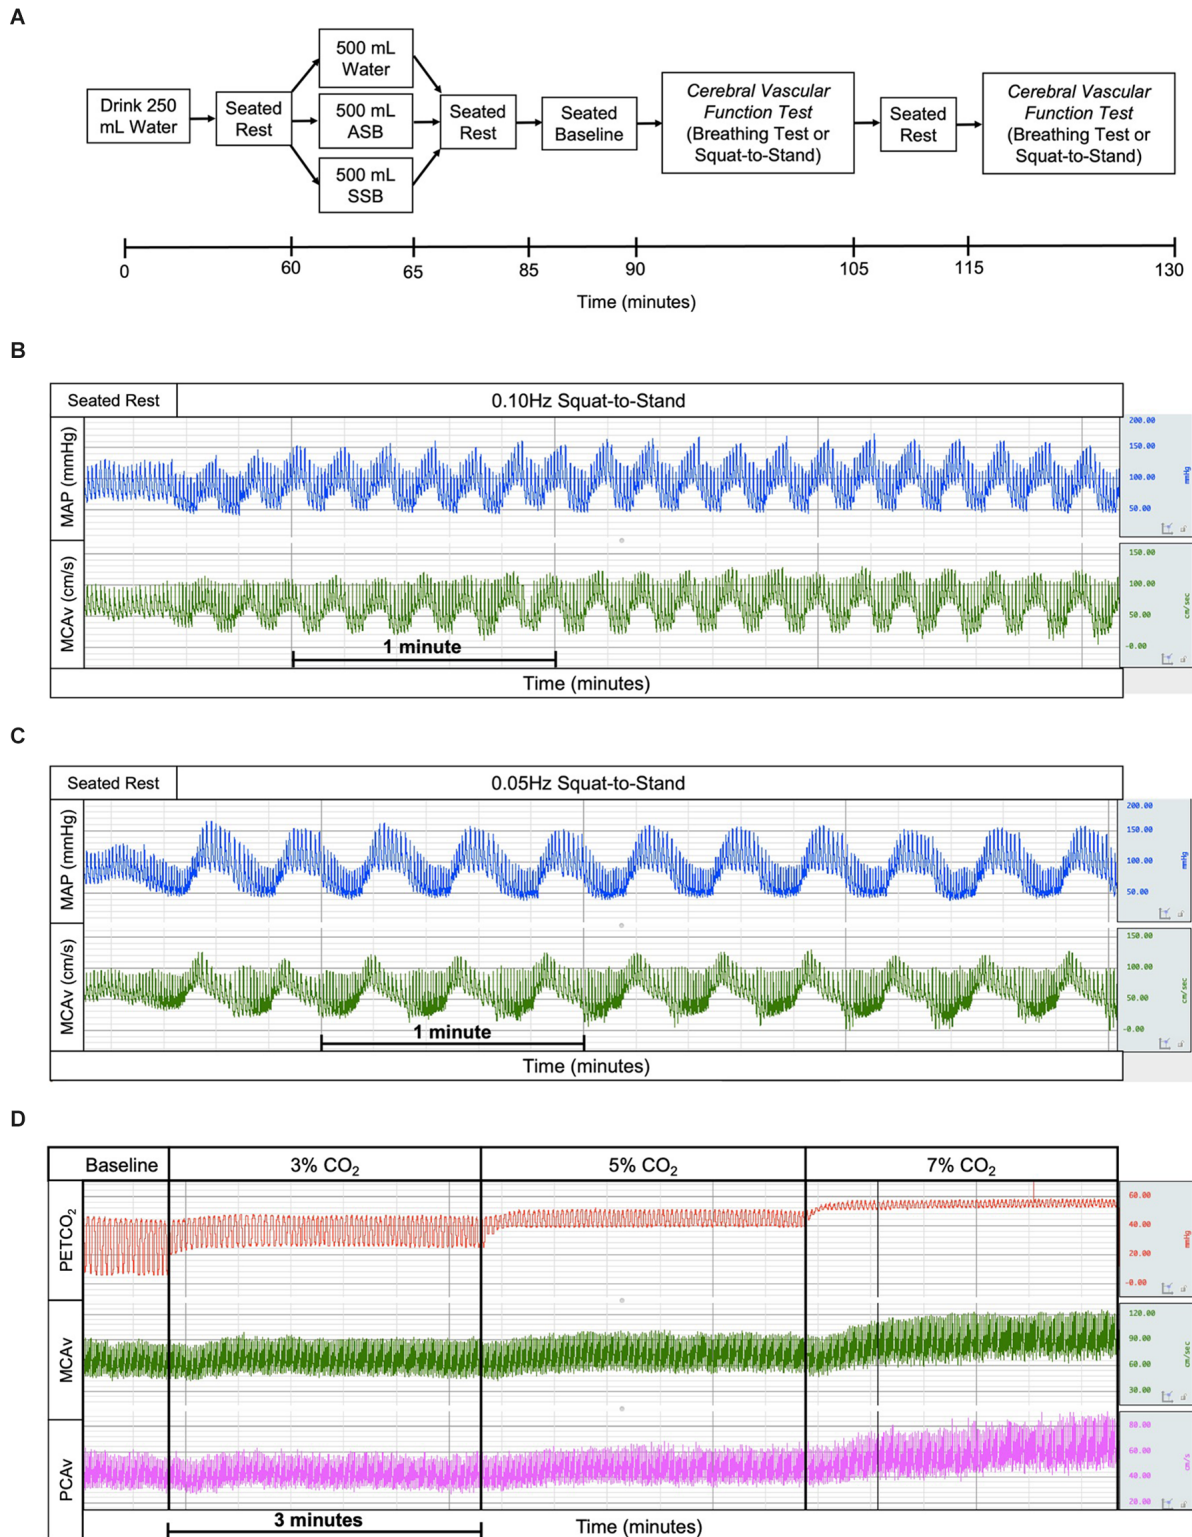 A
Drink 250
mL Water
Seated
Rest
500 mL
Water
500 mL
ASB
500 mL
SSB
Seated
Rest
Seated
Baseline
Cerebral Vascular
Function Test
(Breathing Test or
Squat-to-Stand)
Seated
Rest
Cerebral Vascular
Function Test
(Breathing Test or
Squat-to-Stand)
0
60
65
85
90
105
115
130
Time (minutes)
B
Seated Rest
0.10Hz Squat-to-Stand
MAP (mmHg)
200.00
150.00
100.00
50.00
mmHg
MCAv (cm/s)
150.00
100.00
50.00
-0.00
cm/sec
1 minute
Time (minutes)
C
Seated Rest
0.05Hz Squat-to-Stand
MAP (mmHg)
200.00
150.00
100.00
50.00
mmHg
MCAv (cm/s)
150.00
100.00
50.00
-0.00
cm/sec
1 minute
Time (minutes)
D
Baseline
3% CO₂
5% CO₂
7% CO₂
PETCO₂
60.00
40.00
20.00
-0.00
mmHg
MCAv
120.00
90.00
60.00
30.00
cm/sec
PCAv
80.00
60.00
40.00
20.00
cm/s
3 minutes
Time (minutes)